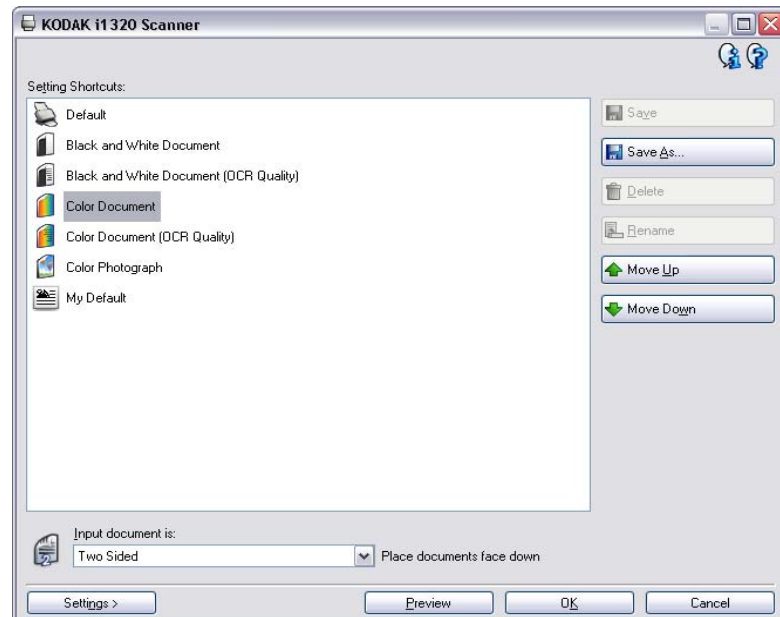 KODAK i1320 Scanner
Setting Shortcuts:
Default
Black and White Document
Black and White Document (OCR Quality)
Color Document
Color Document (OCR Quality)
Color Photograph
My Default
Save
Save As...
Delete
Rename
Move Up
Move Down
Input document is:
Two Sided
Place documents face down
Settings >
Preview
OK
Cancel